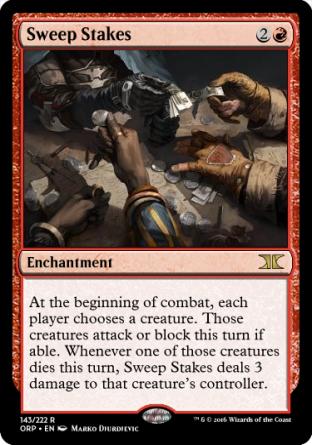 Sweep Stakes 2
Enchantment
At the beginning of combat, each
player chooses a creature. Those
creatures attack or block this turn if
able. Whenever one of those creatures
dies this turn, Sweep Stakes deals 3
damage to that creature's controller.
143/222 R
ORP • EN Marko Djurdjevic
™ & © 2016 Wizards of the Coast